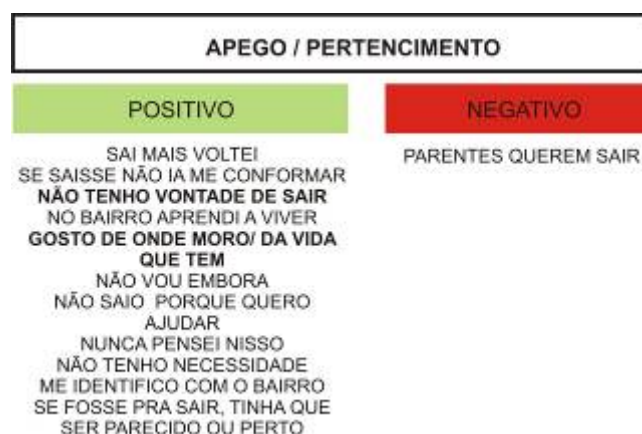 APEGO / PERTENCIMENTO
POSITIVO
SAI MAIS VOLTEI
SE SAISSE NÃO IA ME CONFORMAR
NÃO TENHO VONTADE DE SAIR
NO BAIRRO APRENDI A VIVER
GOSTO DE ONDE MORO/ DA VIDA
QUE TEM
NÃO VOU EMBORA
NÃO SAIO PORQUE QUERO
AJUDAR
NUNCA PENSEI NISSO
NÃO TENHO NECESSIDADE
ME IDENTIFICO COM O BAIRRO
SE FOSSE PRA SAIR, TINHA QUE
SER PARECIDO OU PERTO
NEGATIVO
PARENTES QUEREM SAIR